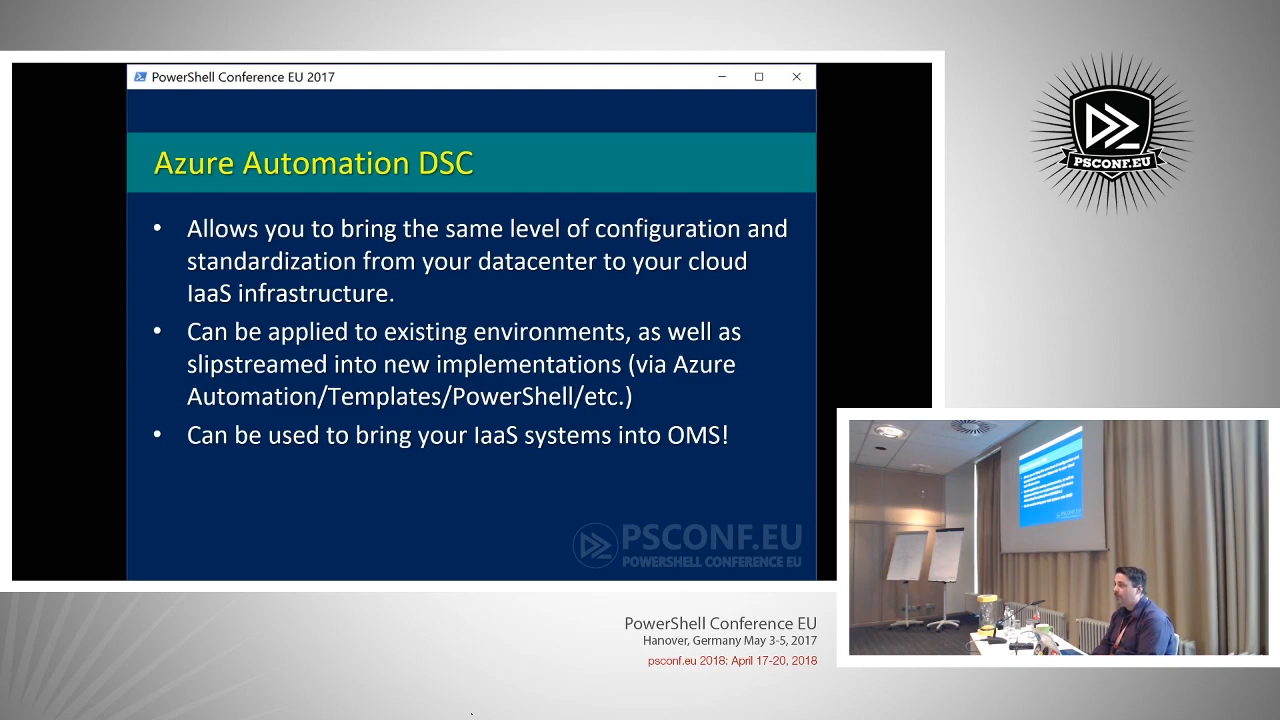 PowerShell Conference EU 2017
Azure Automation DSC
• Allows you to bring the same level of configuration and
standardization from your datacenter to your cloud
IaaS infrastructure.
• Can be applied to existing environments, as well as
slipstreamed into new implementations (via Azure
Automation/Templates/PowerShell/etc.)
• Can be used to bring your IaaS systems into OMS!
PSCONF.EU
POWERSHELL CONFERENCE EU
PSCONF.EU
PowerShell Conference EU
Hanover, Germany May 3-5, 2017
psconf.eu 2018: April 17-20, 2018